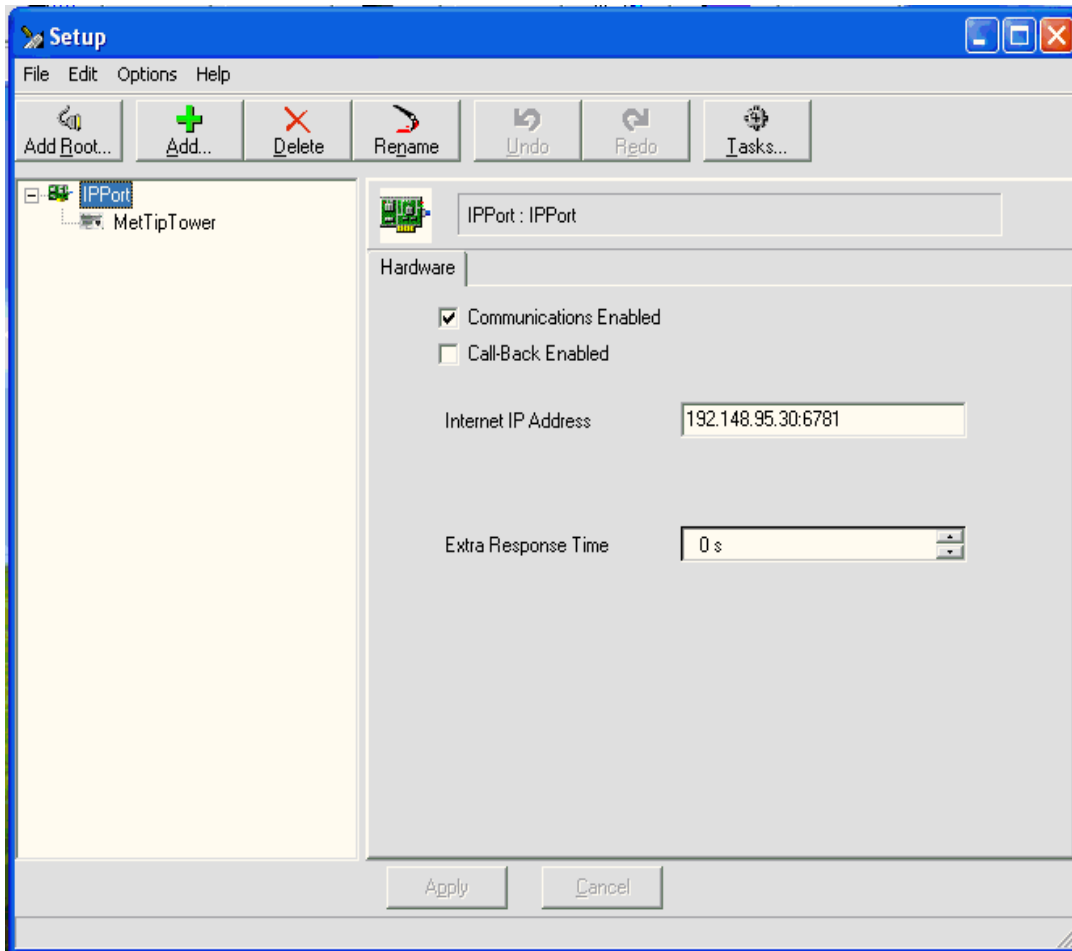 Setup
File Edit Options Help
Add Root... Add... Delete Rename Undo Redo Tasks...
IPPort
MetTipTower
IPPort : IPPort
Hardware
Communications Enabled
Call-Back Enabled
Internet IP Address 192.148.95.30:6781
Extra Response Time 0 s
Apply Cancel